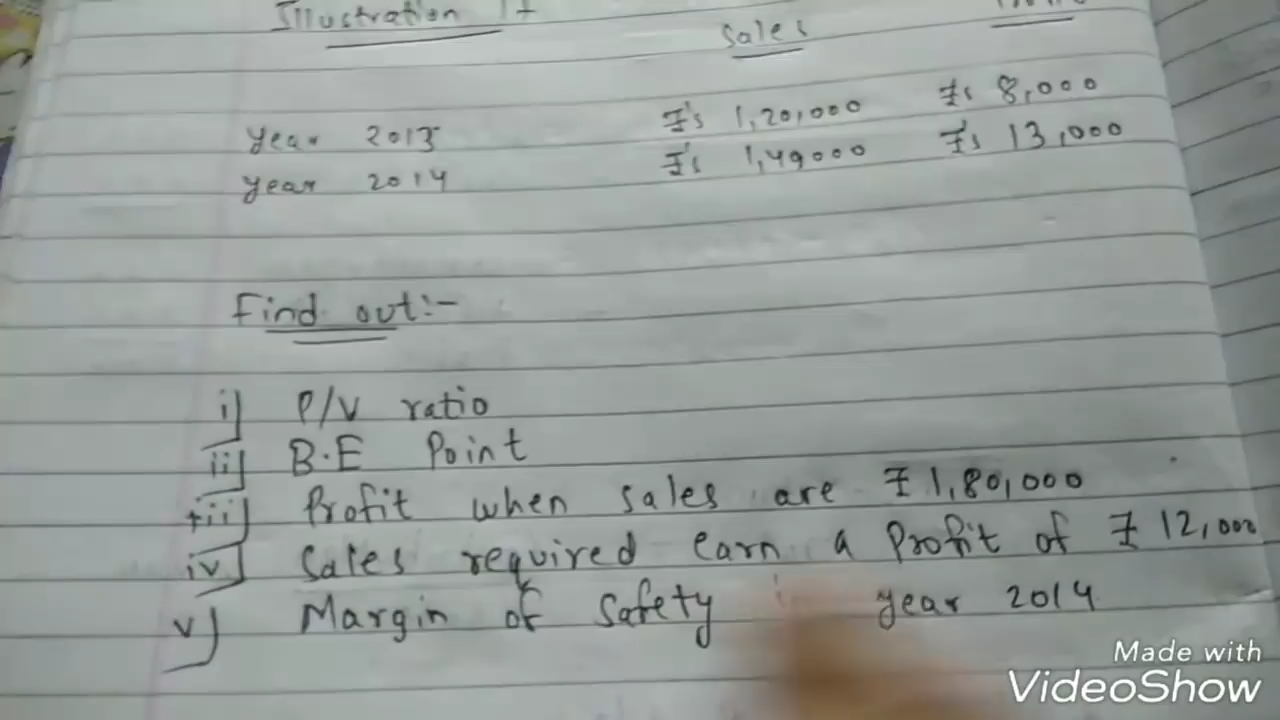 Illustration
Sales
Year 2013 ₹'s 1,20,000 ₹'s 8,000
Year 2014 ₹'s 1,49000 ₹'s 13,000
Find out:-
i) P/V ratio
ii) B.E Point
iii) Profit when sales are ₹ 1,80,000
iv) Sales required earn a Profit of ₹ 12,000
v) Margin of Safety year 2014
Made with
VideoShow